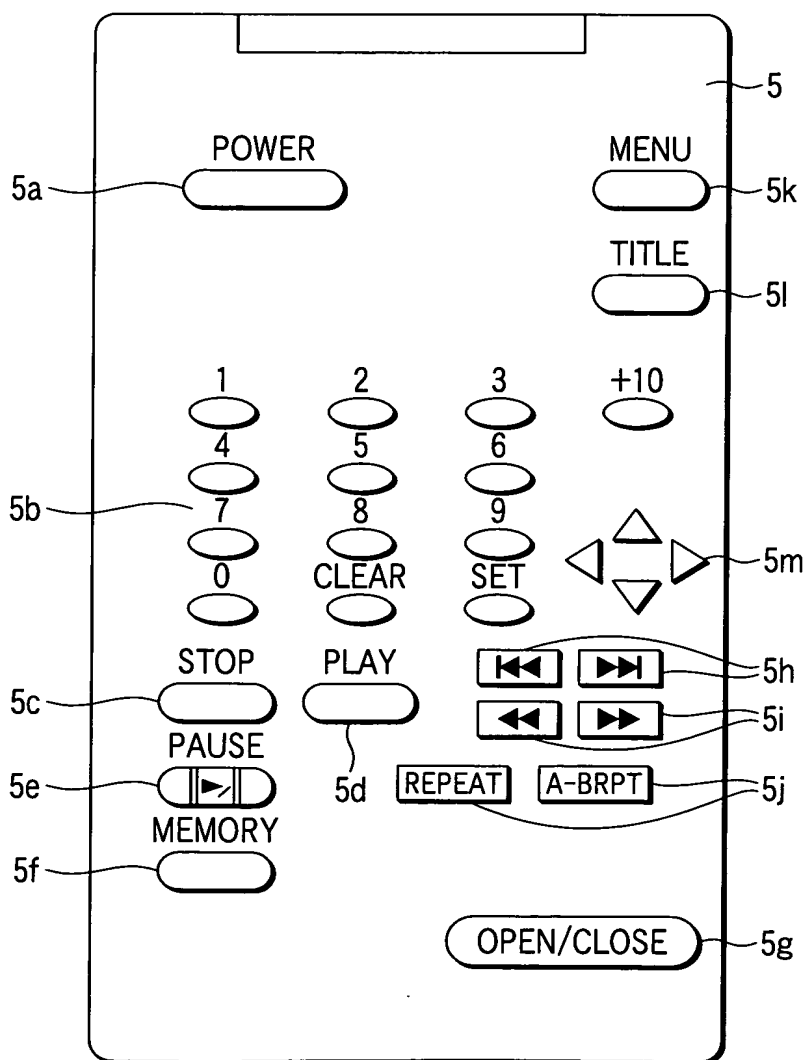 5
POWER MENU
5a 5k
TITLE
5l
1 2 3 +10
4 5 6
5b 7 8 9
5m
0 CLEAR SET
STOP PLAY
5h
5c
5i
PAUSE
5e 5d REPEAT A-BRPT 5j
MEMORY
5f
OPEN/CLOSE 5g